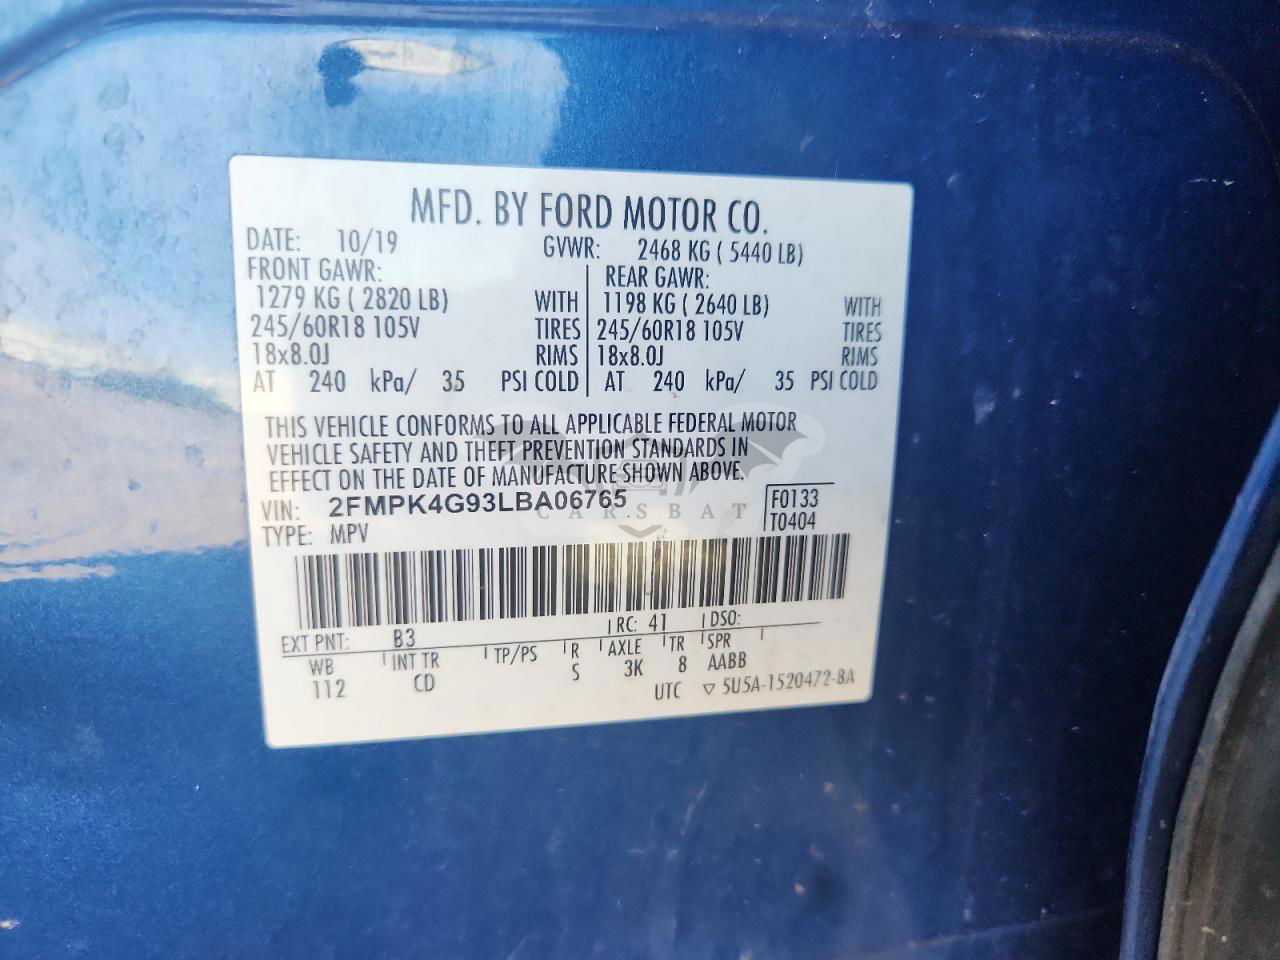 MFD. BY FORD MOTOR CO.
DATE: 10/19 GVWR: 2468 KG ( 5440 LB)
FRONT GAWR: REAR GAWR:
1279 KG ( 2820 LB) WITH 1198 KG (2640 LB) WITH
245/60R18 105V TIRES 245/60R18 105V TIRES
18x8.0J RIMS 18x8.0J RIMS
AT 240 kPa/ 35 PSI COLD AT 240 kPa/ 35 PSI COLD
THIS VEHICLE CONFORMS TO ALL APPLICABLE FEDERAL MOTOR
VEHICLE SAFETY AND THEFT PREVENTION STANDARDS IN
EFFECT ON THE DATE OF MANUFACTURE SHOWN ABOVE.
VIN: 2FMPK4G93LBA06765 F0133
TYPE: MPV T0404
CARSBAT
EXT PNT: B3 RC: 41 DSO:
WB INT TR TP/PS R AXLE TR SPR
112 CD S 3K 8 AABB
UTC ▽ 5U5A-1520472-BA